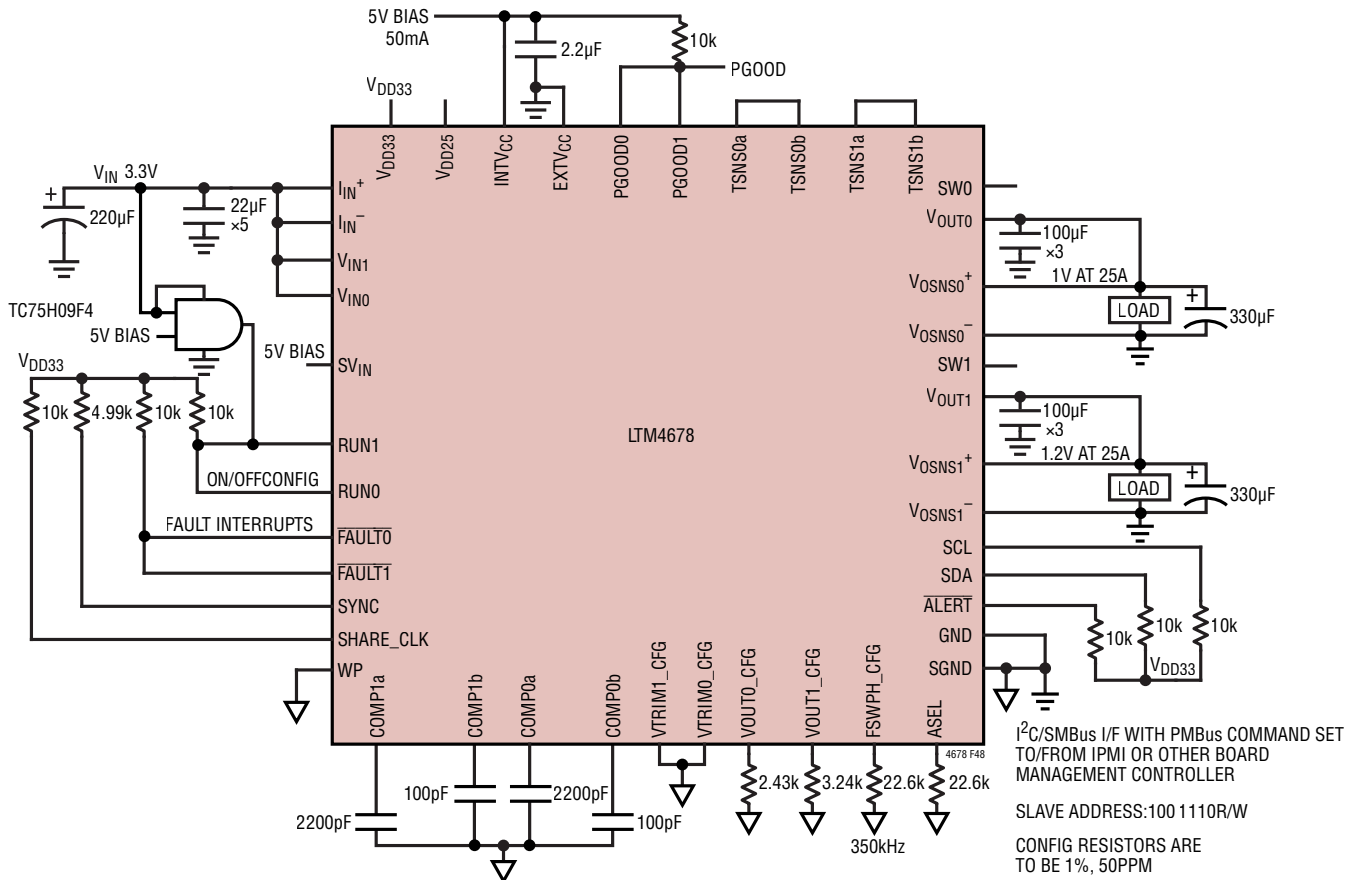 5V BIAS
50mA
2.2µF
10k
PGOOD
VDD33
VDD33
VDD25
INTVCC
EXTVCC
PGOOD0
PGOOD1
TSNS0a
TSNS0b
TSNS1a
TSNS1b
VIN 3.3V
220µF
22µF
×5
IIN+
IIN–
VIN1
VIN0
TC75H09F4
5V BIAS
5V BIAS
SVIN
VDD33
10k
4.99k
10k
10k
RUN1
ON/OFFCONFIG
RUN0
FAULT INTERRUPTS
FAULT0
FAULT1
SYNC
SHARE_CLK
WP
LTM4678
SW0
VOUT0
100µF
×3
VOSNS0+
1V AT 25A
LOAD
330µF
VOSNS0–
SW1
VOUT1
100µF
×3
1.2V AT 25A
VOSNS1+
LOAD
330µF
VOSNS1–
SCL
SDA
ALERT
GND
SGND
10k
10k
10k
VDD33
COMP1a
COMP1b
COMP0a
COMP0b
VTRIM1_CFG
VTRIM0_CFG
VOUT0_CFG
VOUT1_CFG
FSWPH_CFG
ASEL
4678 F48
2200pF
100pF
2200pF
100pF
2.43k
3.24k
22.6k
22.6k
350kHz
I2C/SMBus I/F WITH PMBus COMMAND SET
TO/FROM IPMI OR OTHER BOARD
MANAGEMENT CONTROLLER
SLAVE ADDRESS:100 1110R/W
CONFIG RESISTORS ARE
TO BE 1%, 50PPM